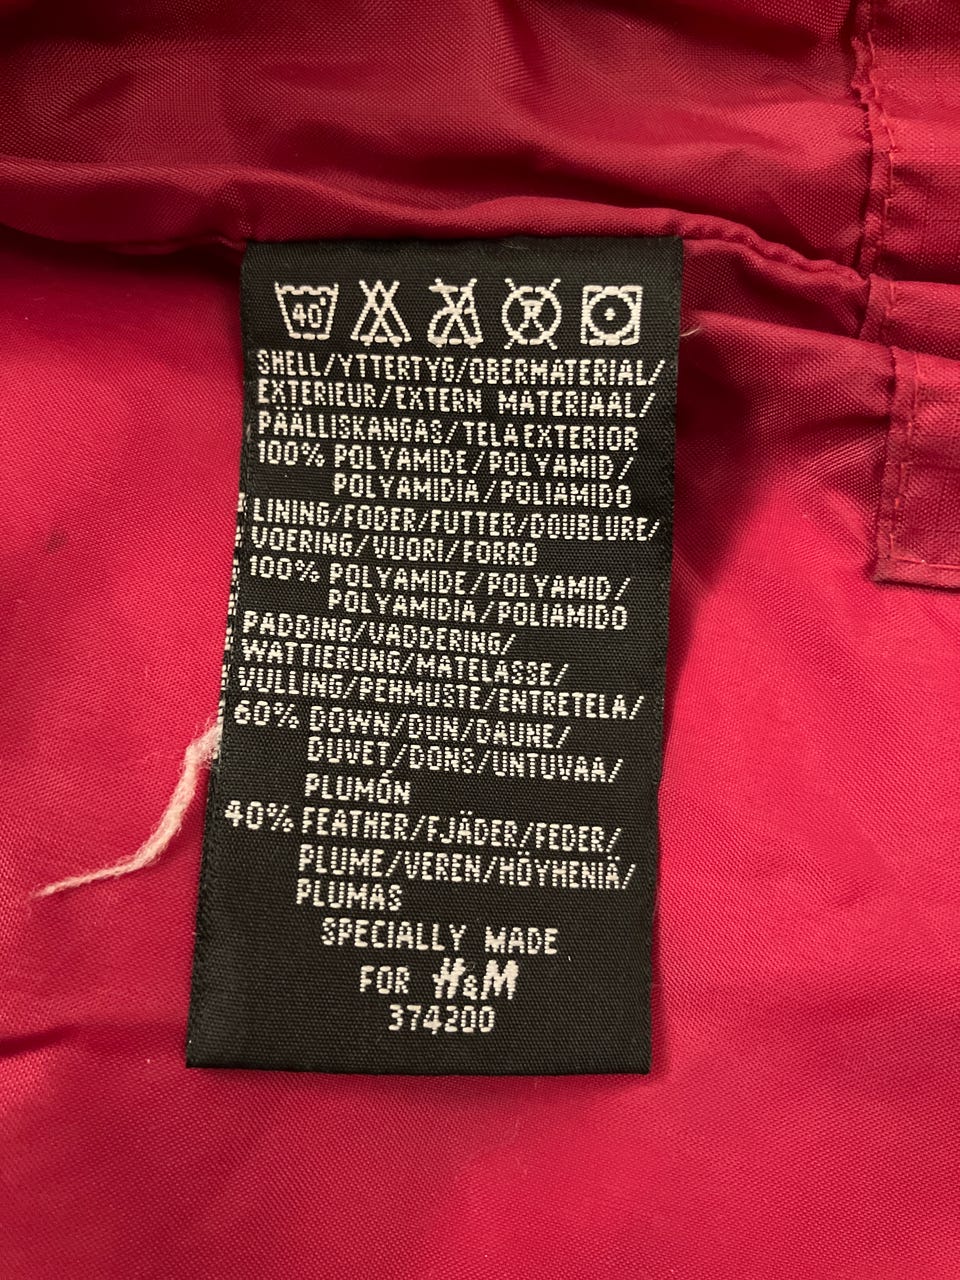 40°
SHELL/YTTERTYG/OBERMATERIAL/
EXTERIEUR/EXTERN MATERIAAL/
PÄÄLLISKANGAS/TELA EXTERIOR
100% POLYAMIDE/POLYAMID/
POLYAMIDIA/POLIAMIDO
LINING/FODER/FUTTER/DOUBLURE/
VOERING/VUORI/FORRO
100% POLYAMIDE/POLYAMID/
POLYAMIDIA/POLIAMIDO
PADDING/VADDERING/
WATTIERUNG/MATELASSE/
VULLING/PEHMUSTE/ENTRETELA/
60% DOWN/DUN/DAUNE/
DUVET/DONS/UNTUVAA/
PLUMÓN
40% FEATHER/FJÄDER/FEDER/
PLUME/VEREN/HÖYHENIÄ/
PLUMAS
SPECIALLY MADE
FOR H&M
374200